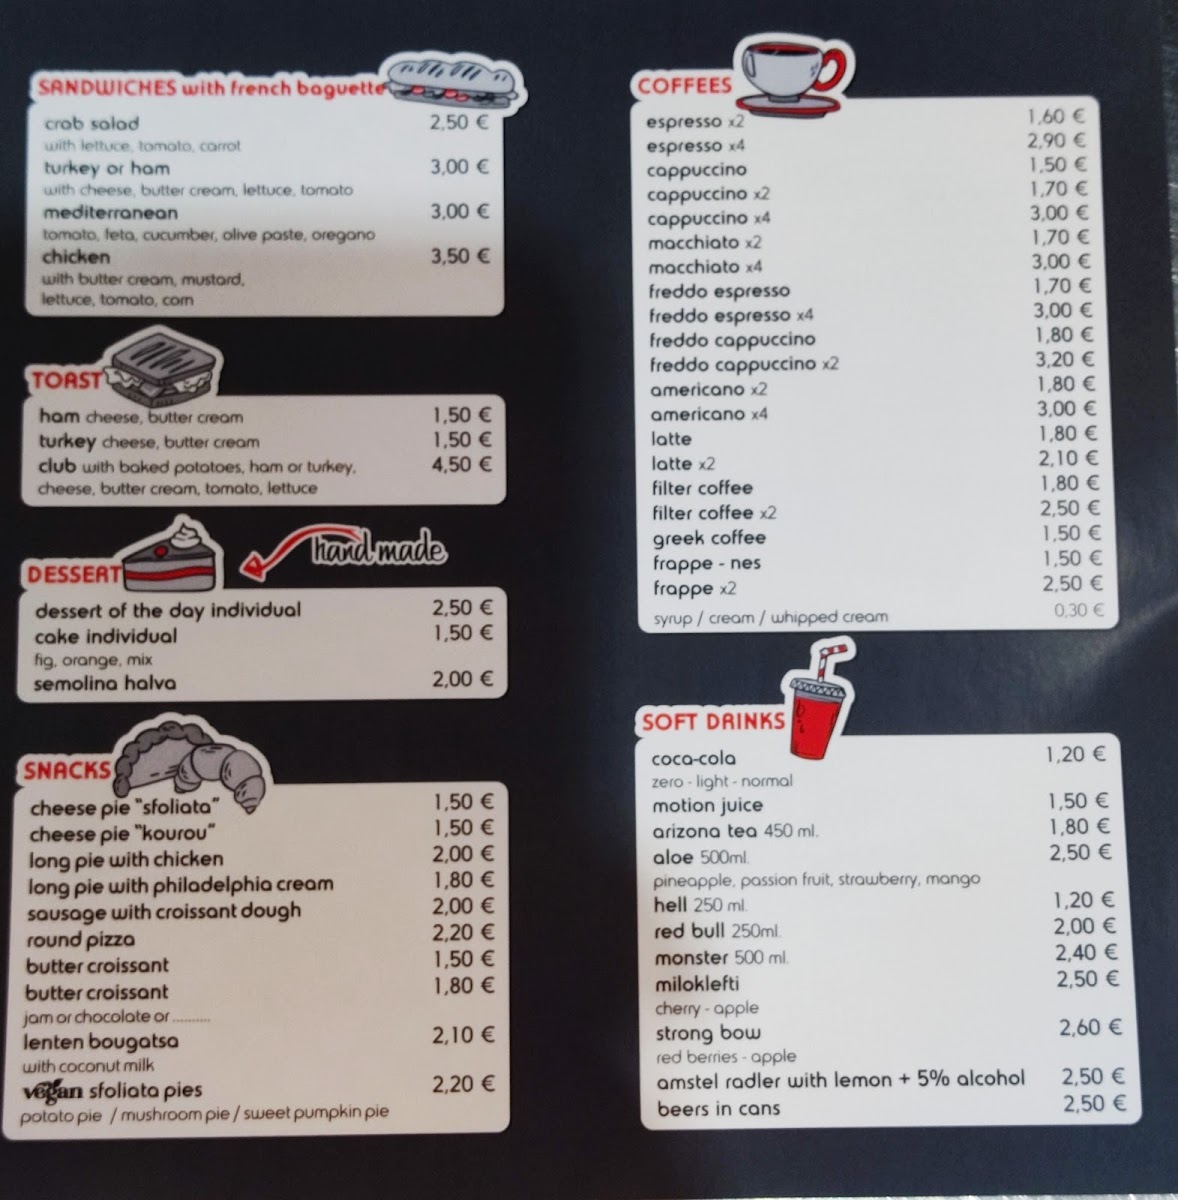 SANDWICHES with french baguette
crab salad 2,50 €
with lettuce, tomato, carrot
turkey or ham 3,00 €
with cheese, butter cream, lettuce, tomato
mediterranean 3,00 €
tomato, feta, cucumber, olive paste, oregano
chicken 3,50 €
with butter cream, mustard,
lettuce, tomato, corn
TOAST
ham cheese, butter cream 1,50 €
turkey cheese, butter cream 1,50 €
club with baked potatoes, ham or turkey, 4,50 €
cheese, butter cream, tomato, lettuce
DESSERT
hand made
dessert of the day individual 2,50 €
cake individual 1,50 €
fig, orange, mix
semolina halva 2,00 €
SNACKS
cheese pie "sfoliata" 1,50 €
cheese pie "kourou" 1,50 €
long pie with chicken 2,00 €
long pie with philadelphia cream 1,80 €
sausage with croissant dough 2,00 €
round pizza 2,20 €
butter croissant 1,50 €
butter croissant 1,80 €
jam or chocolate or ..........
lenten bougatsa 2,10 €
with coconut milk
vegan sfoliata pies 2,20 €
potato pie / mushroom pie / sweet pumpkin pie
COFFEES
espresso x2 1,60 €
espresso x4 2,90 €
cappuccino 1,50 €
cappuccino x2 1,70 €
cappuccino x4 3,00 €
macchiato x2 1,70 €
macchiato x4 3,00 €
freddo espresso 1,70 €
freddo espresso x4 3,00 €
freddo cappuccino 1,80 €
freddo cappuccino x2 3,20 €
americano x2 1,80 €
americano x4 3,00 €
latte 1,80 €
latte x2 2,10 €
filter coffee 1,80 €
filter coffee x2 2,50 €
greek coffee 1,50 €
frappe - nes 1,50 €
frappe x2 2,50 €
syrup / cream / whipped cream 0,30 €
SOFT DRINKS
coca-cola 1,20 €
zero - light - normal
motion juice 1,50 €
arizona tea 450 ml. 1,80 €
aloe 500ml. 2,50 €
pineapple, passion fruit, strawberry, mango
hell 250 ml. 1,20 €
red bull 250ml. 2,00 €
monster 500 ml. 2,40 €
miloklefti 2,50 €
cherry - apple
strong bow 2,60 €
red berries - apple
amstel radler with lemon + 5% alcohol 2,50 €
beers in cans 2,50 €